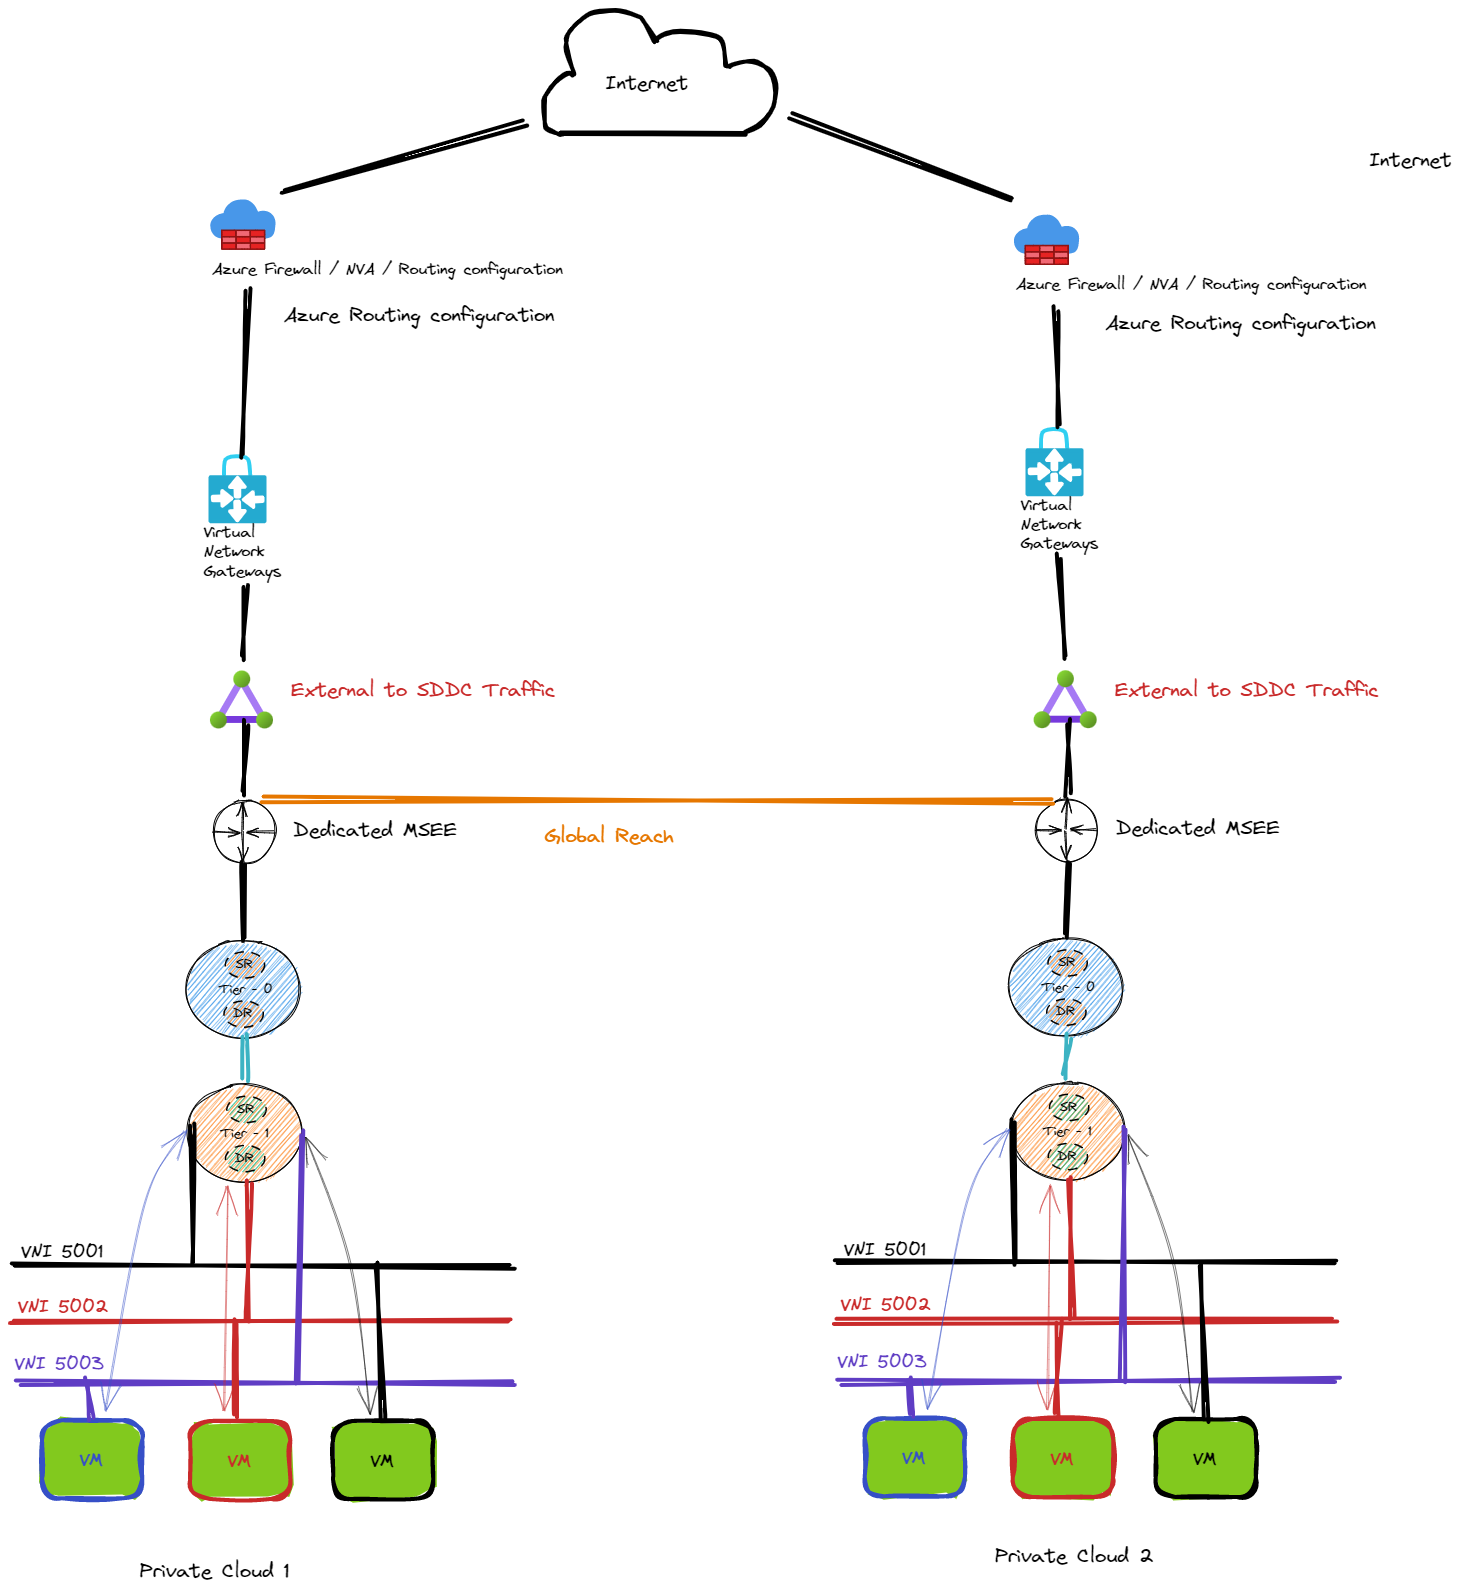 Internet
Internet
Azure Firewall / NVA / Routing configuration
Azure Routing configuration
Azure Firewall / NVA / Routing configuration
Azure Routing configuration
Virtual
Network
Gateways
Virtual
Network
Gateways
External to SDDC Traffic
External to SDDC Traffic
Dedicated MSEE
Global Reach
Dedicated MSEE
SR
Tier - 0
DR
SR
Tier - 0
DR
SR
Tier - 1
DR
SR
Tier - 1
DR
VNI 5001
VNI 5002
VNI 5003
VNI 5001
VNI 5002
VNI 5003
VM
VM
VM
VM
VM
VM
Private Cloud 1
Private Cloud 2